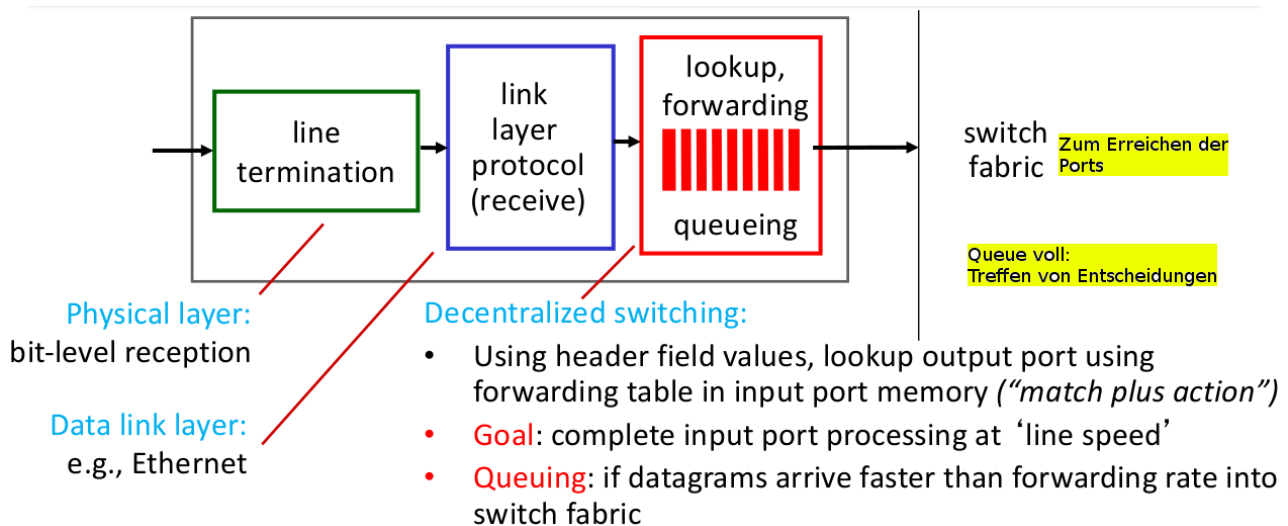 line
termination
link
layer
protocol
(receive)
lookup,
forwarding
queueing
switch
fabric
Zum Erreichen der
Ports
Queue voll:
Treffen von Entscheidungen
Physical layer:
bit-level reception
Data link layer:
e.g., Ethernet
Decentralized switching:
• Using header field values, lookup output port using
forwarding table in input port memory (“match plus action”)
• Goal: complete input port processing at ‘line speed’
• Queuing: if datagrams arrive faster than forwarding rate into
switch fabric